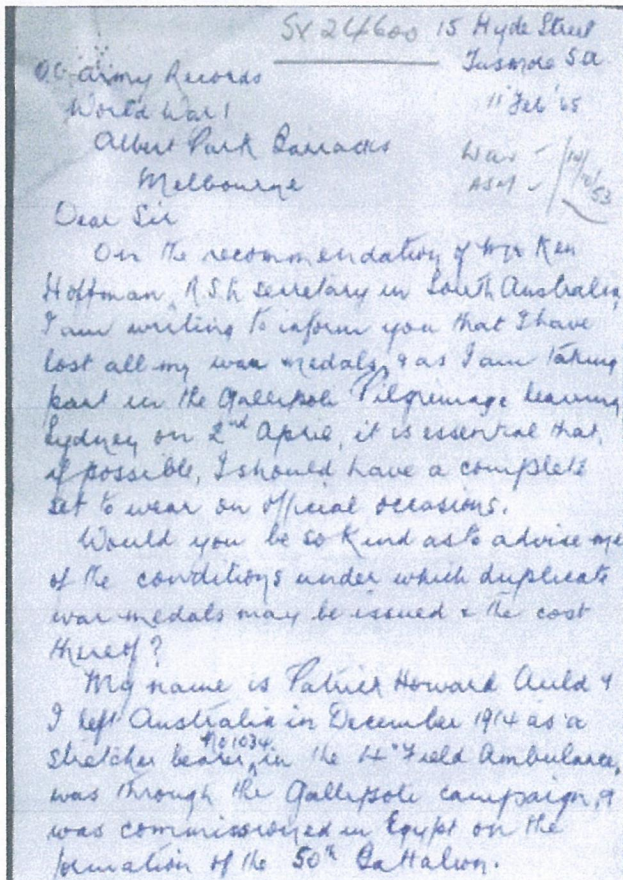 SX 24600 15 Hyde Street
Tusmore SA
OC Army Records
World War 1
11 Feb '65
Albert Park Barracks
Melbourne
War -
ASM -
Dear Sir
On the recommendation of Mr Ken
Hoffman, R.S.L secretary in South Australia,
I am writing to inform you that I have
lost all my war medals, & as I am taking
part in the Gallipoli Pilgrimage leaving
Sydney on 2nd April, it is essential that,
if possible, I should have a complete
set to wear on official occasions.
Would you be so kind as to advise me
of the conditions under which duplicate
war medals may be issued & the cost
thereof?
My name is Patrick Howard Auld &
I left Australia in December 1914 as a
stretcher bearer, No 1034, in the 4th Field Ambulance,
was through the Gallipoli campaign, &
was commissioned in Egypt on the
formation of the 50th Battalion.